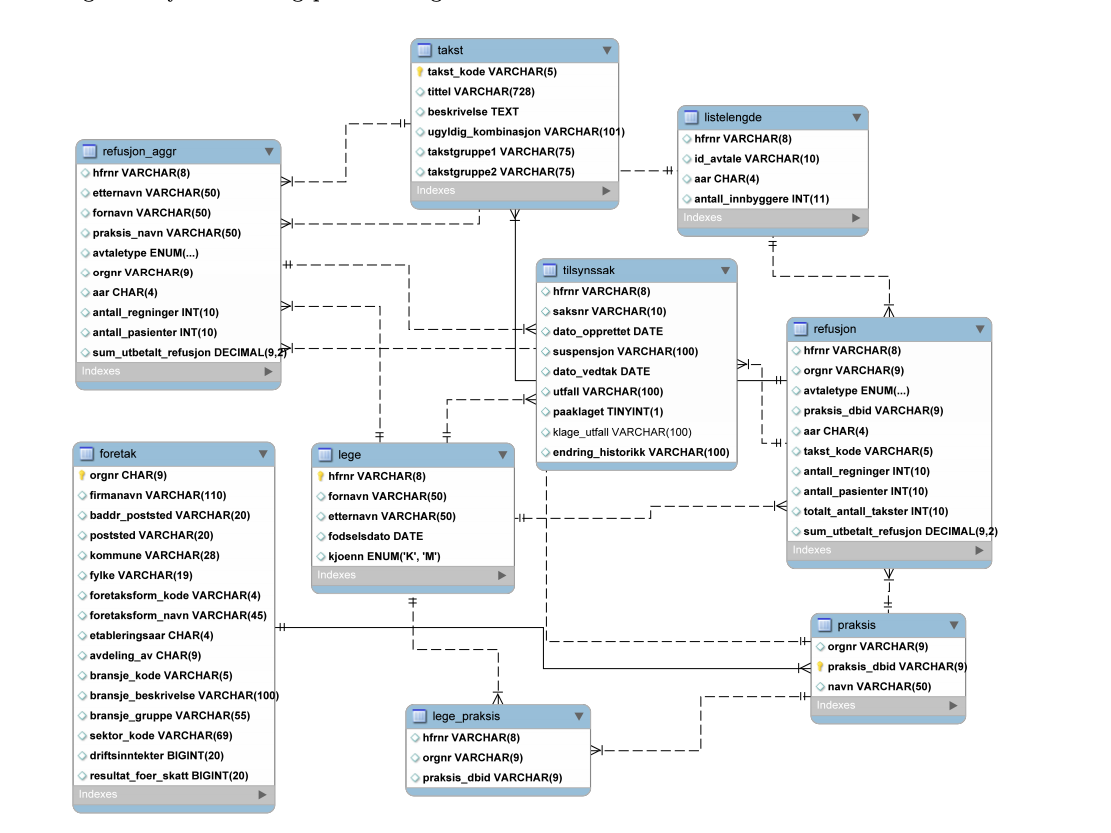 takst
takst_kode VARCHAR(5)
tittel VARCHAR(728)
beskrivelse TEXT
ugyldig_kombinasjon VARCHAR(101)
takstgruppe1 VARCHAR(75)
takstgruppe2 VARCHAR(75)
Indexes
listelengde
hfrnr VARCHAR(8)
id_avtale VARCHAR(10)
aar CHAR(4)
antall_innbyggere INT(11)
Indexes
refusjon_aggr
hfrnr VARCHAR(8)
etternavn VARCHAR(50)
fornavn VARCHAR(50)
praksis_navn VARCHAR(50)
avtaletype ENUM(...)
orgnr VARCHAR(9)
aar CHAR(4)
antall_regninger INT(10)
antall_pasienter INT(10)
sum_utbetalt_refusjon DECIMAL(9,2)
Indexes
tilsynssak
hfrnr VARCHAR(8)
saksnr VARCHAR(10)
dato_opprettet DATE
suspensjon VARCHAR(100)
dato_vedtak DATE
utfall VARCHAR(100)
paaklaget TINYINT(1)
klage_utfall VARCHAR(100)
endring_historikk VARCHAR(100)
refusjon
hfrnr VARCHAR(8)
orgnr VARCHAR(9)
avtaletype ENUM(...)
praksis_dbid VARCHAR(9)
aar CHAR(4)
takst_kode VARCHAR(5)
antall_regninger INT(10)
antall_pasienter INT(10)
totalt_antall_takster INT(10)
sum_utbetalt_refusjon DECIMAL(9,2)
Indexes
foretak
orgnr CHAR(9)
firmanavn VARCHAR(110)
baddr_poststed VARCHAR(20)
poststed VARCHAR(20)
kommune VARCHAR(28)
fylke VARCHAR(19)
foretaksform_kode VARCHAR(4)
foretaksform_navn VARCHAR(45)
etableringsaar CHAR(4)
avdeling_av CHAR(9)
bransje_kode VARCHAR(5)
bransje_beskrivelse VARCHAR(100)
bransje_gruppe VARCHAR(55)
sektor_kode VARCHAR(69)
driftsinntekter BIGINT(20)
resultat_foer_skatt BIGINT(20)
Indexes
lege
hfrnr VARCHAR(8)
fornavn VARCHAR(50)
etternavn VARCHAR(50)
fodselsdato DATE
kjoenn ENUM('K', 'M')
Indexes
praksis
orgnr VARCHAR(9)
praksis_dbid VARCHAR(9)
navn VARCHAR(50)
Indexes
lege_praksis
hfrnr VARCHAR(8)
orgnr VARCHAR(9)
praksis_dbid VARCHAR(9)